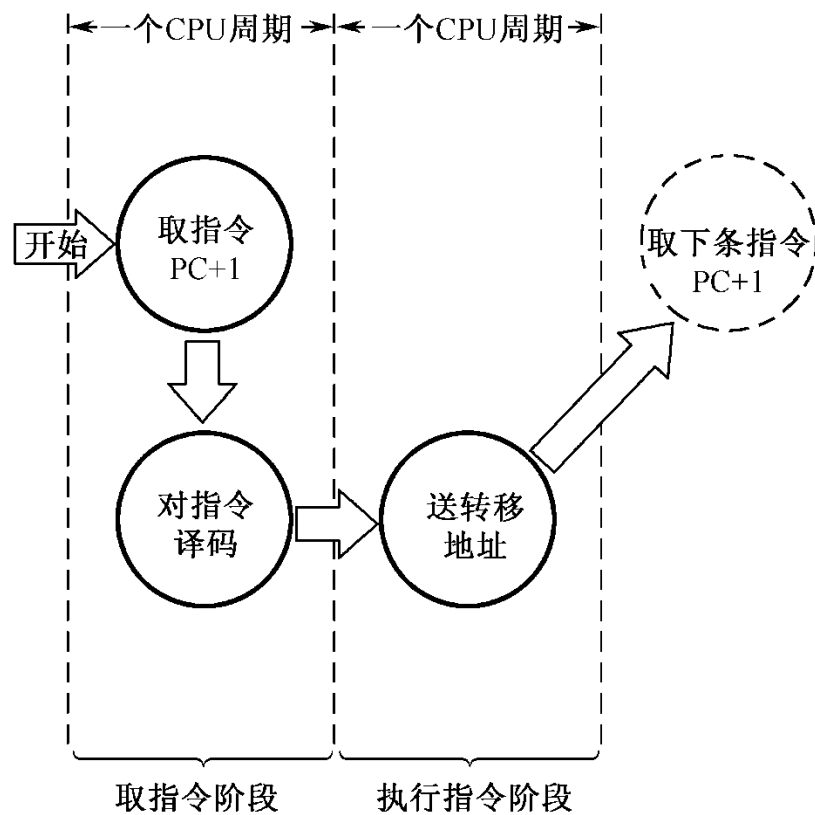 一个CPU周期
一个CPU周期
开始
取指令
PC+1
取下条指令
PC+1
对指令
译码
送转移
地址
取指令阶段
执行指令阶段